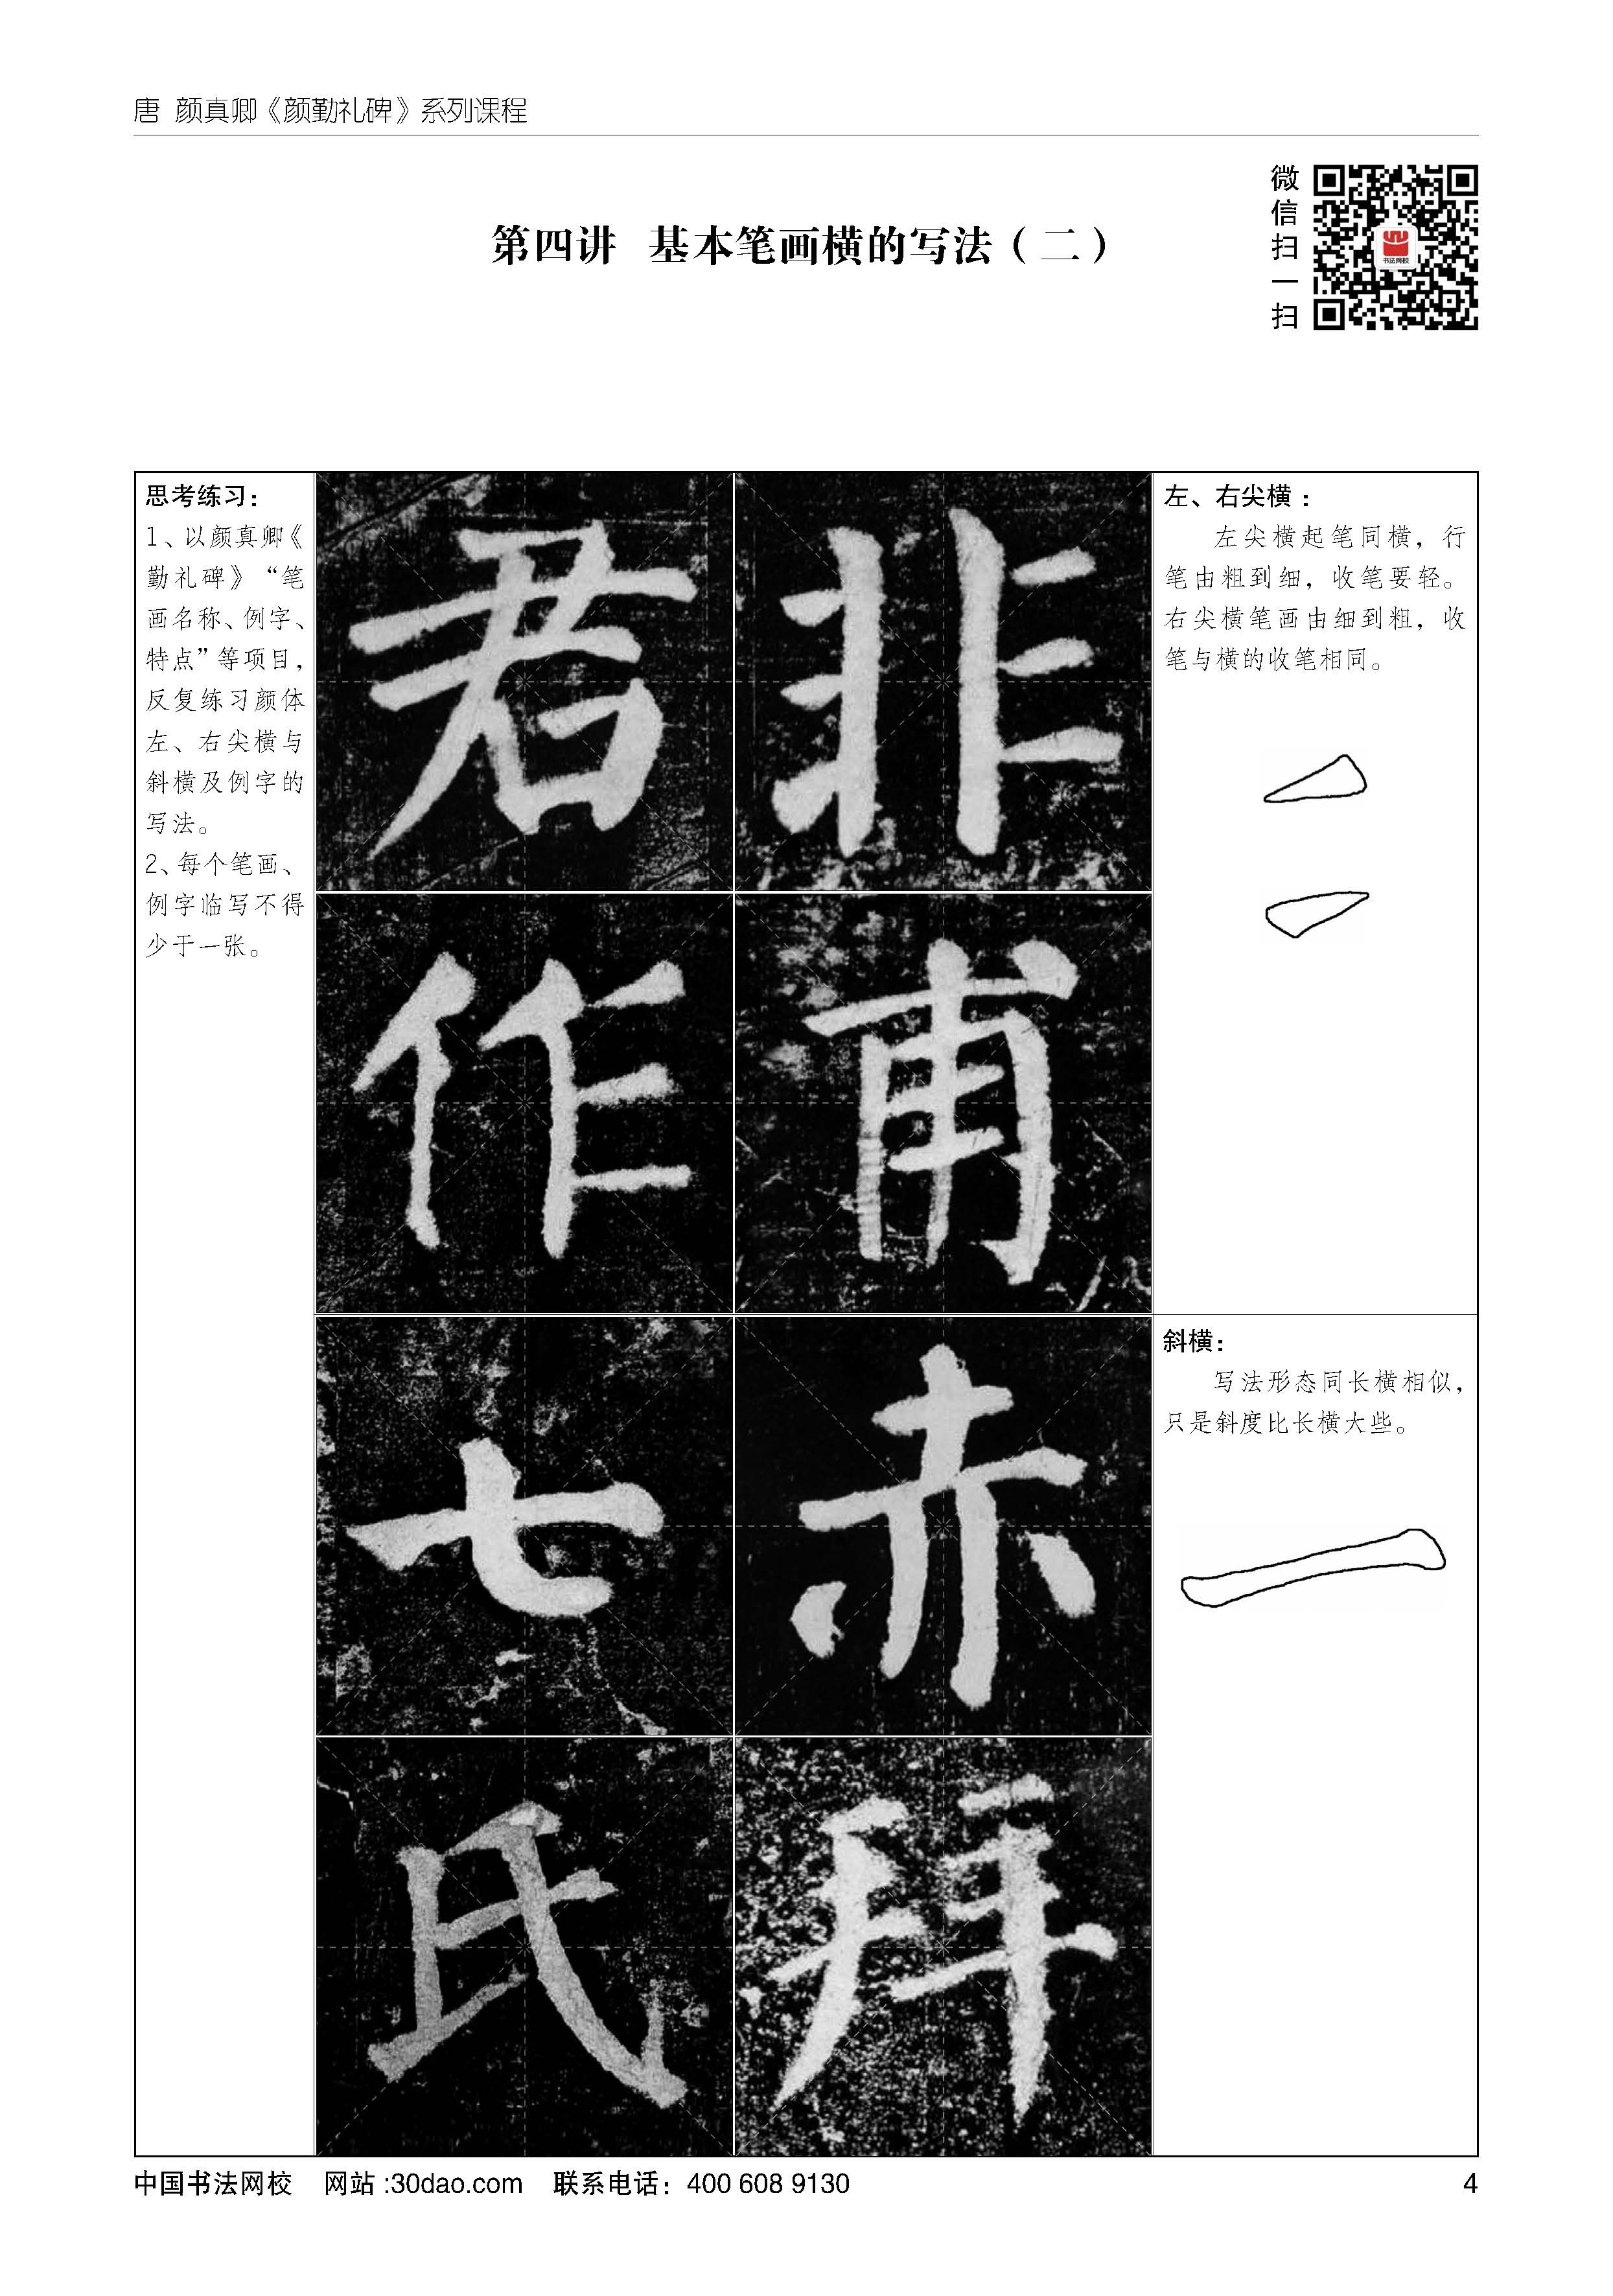 唐 颜真卿《颜勤礼碑》系列课程
微信扫一扫
书法网校
第四讲 基本笔画横的写法（二）
思考练习：
1、以颜真卿《
勤礼碑》“笔
画名称、例字、
特点”等项目，
反复练习颜体
左、右尖横与
斜横及例字的
写法。
2、每个笔画、
例字临写不得
少于一张。
君 非
作 甫
七 赤
氏 拜
左、右尖横：
左尖横起笔同横，行
笔由粗到细，收笔要轻。
右尖横笔画由细到粗，收
笔与横的收笔相同。
斜横：
写法形态同长横相似，
只是斜度比长横大些。
中国书法网校 网站:30dao.com 联系电话：400 608 9130
4